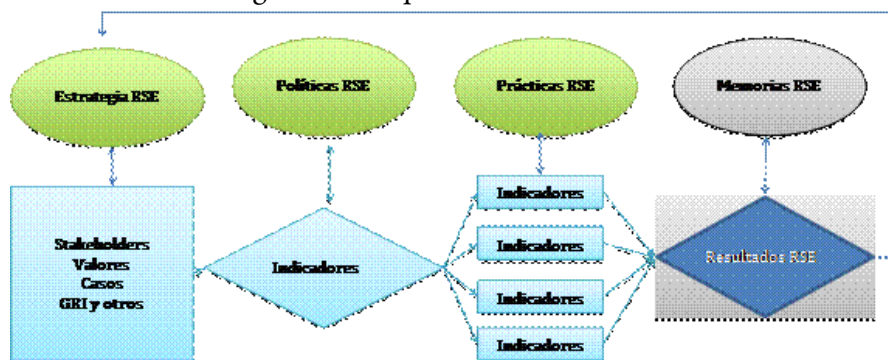 Estrategia RSE
Políticas RSE
Prácticas RSE
Memorias RSE
Stakeholders
Valores
Casos
GRI y otros
Indicadores
Indicadores
Indicadores
Indicadores
Indicadores
Resultados RSE